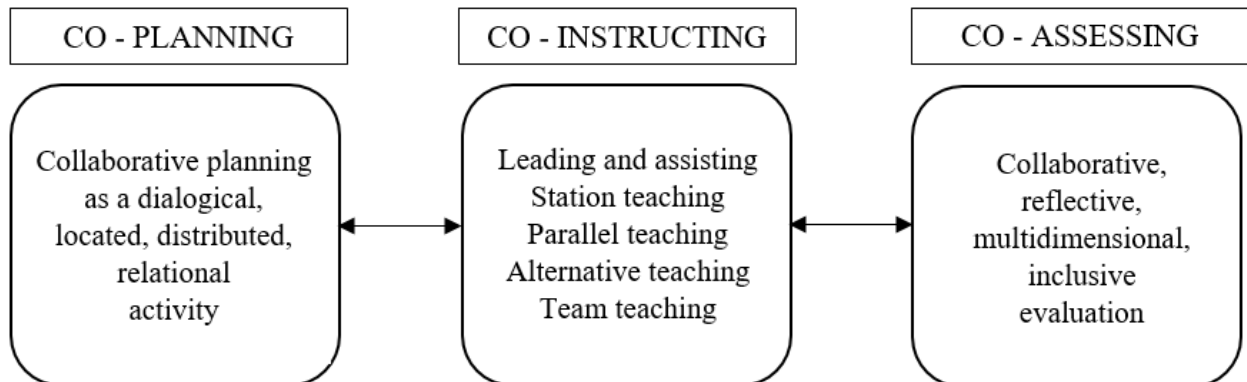 CO - PLANNING
Collaborative planning
as a dialogical,
located, distributed,
relational
activity
CO - INSTRUCTING
Leading and assisting
Station teaching
Parallel teaching
Alternative teaching
Team teaching
CO - ASSESSING
Collaborative,
reflective,
multidimensional,
inclusive
evaluation